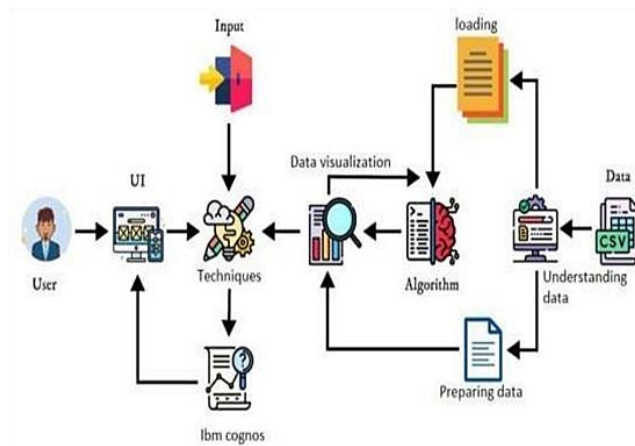 Input
loading
Data visualization
UI
Data
CSV
User
Techniques
Algorithm
Understanding
data
Preparing data
Ibm cognos